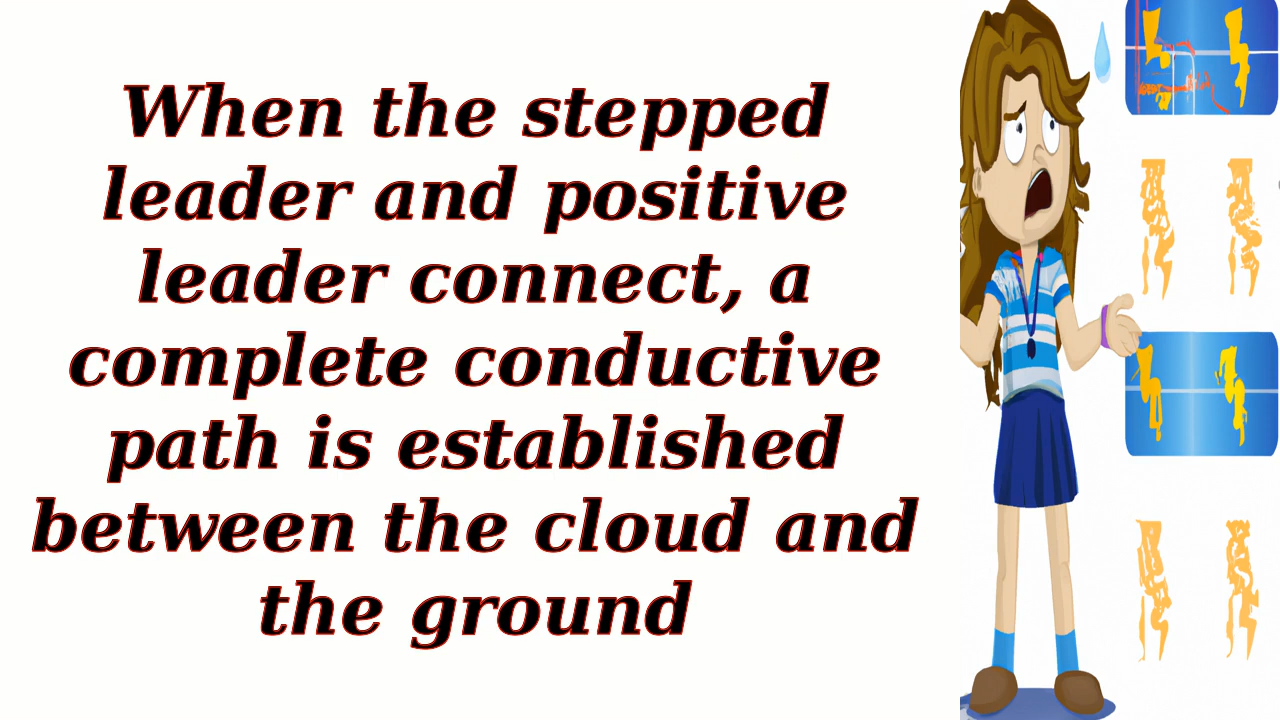 When the stepped
leader and positive
leader connect, a
complete conductive
path is established
between the cloud and
the ground